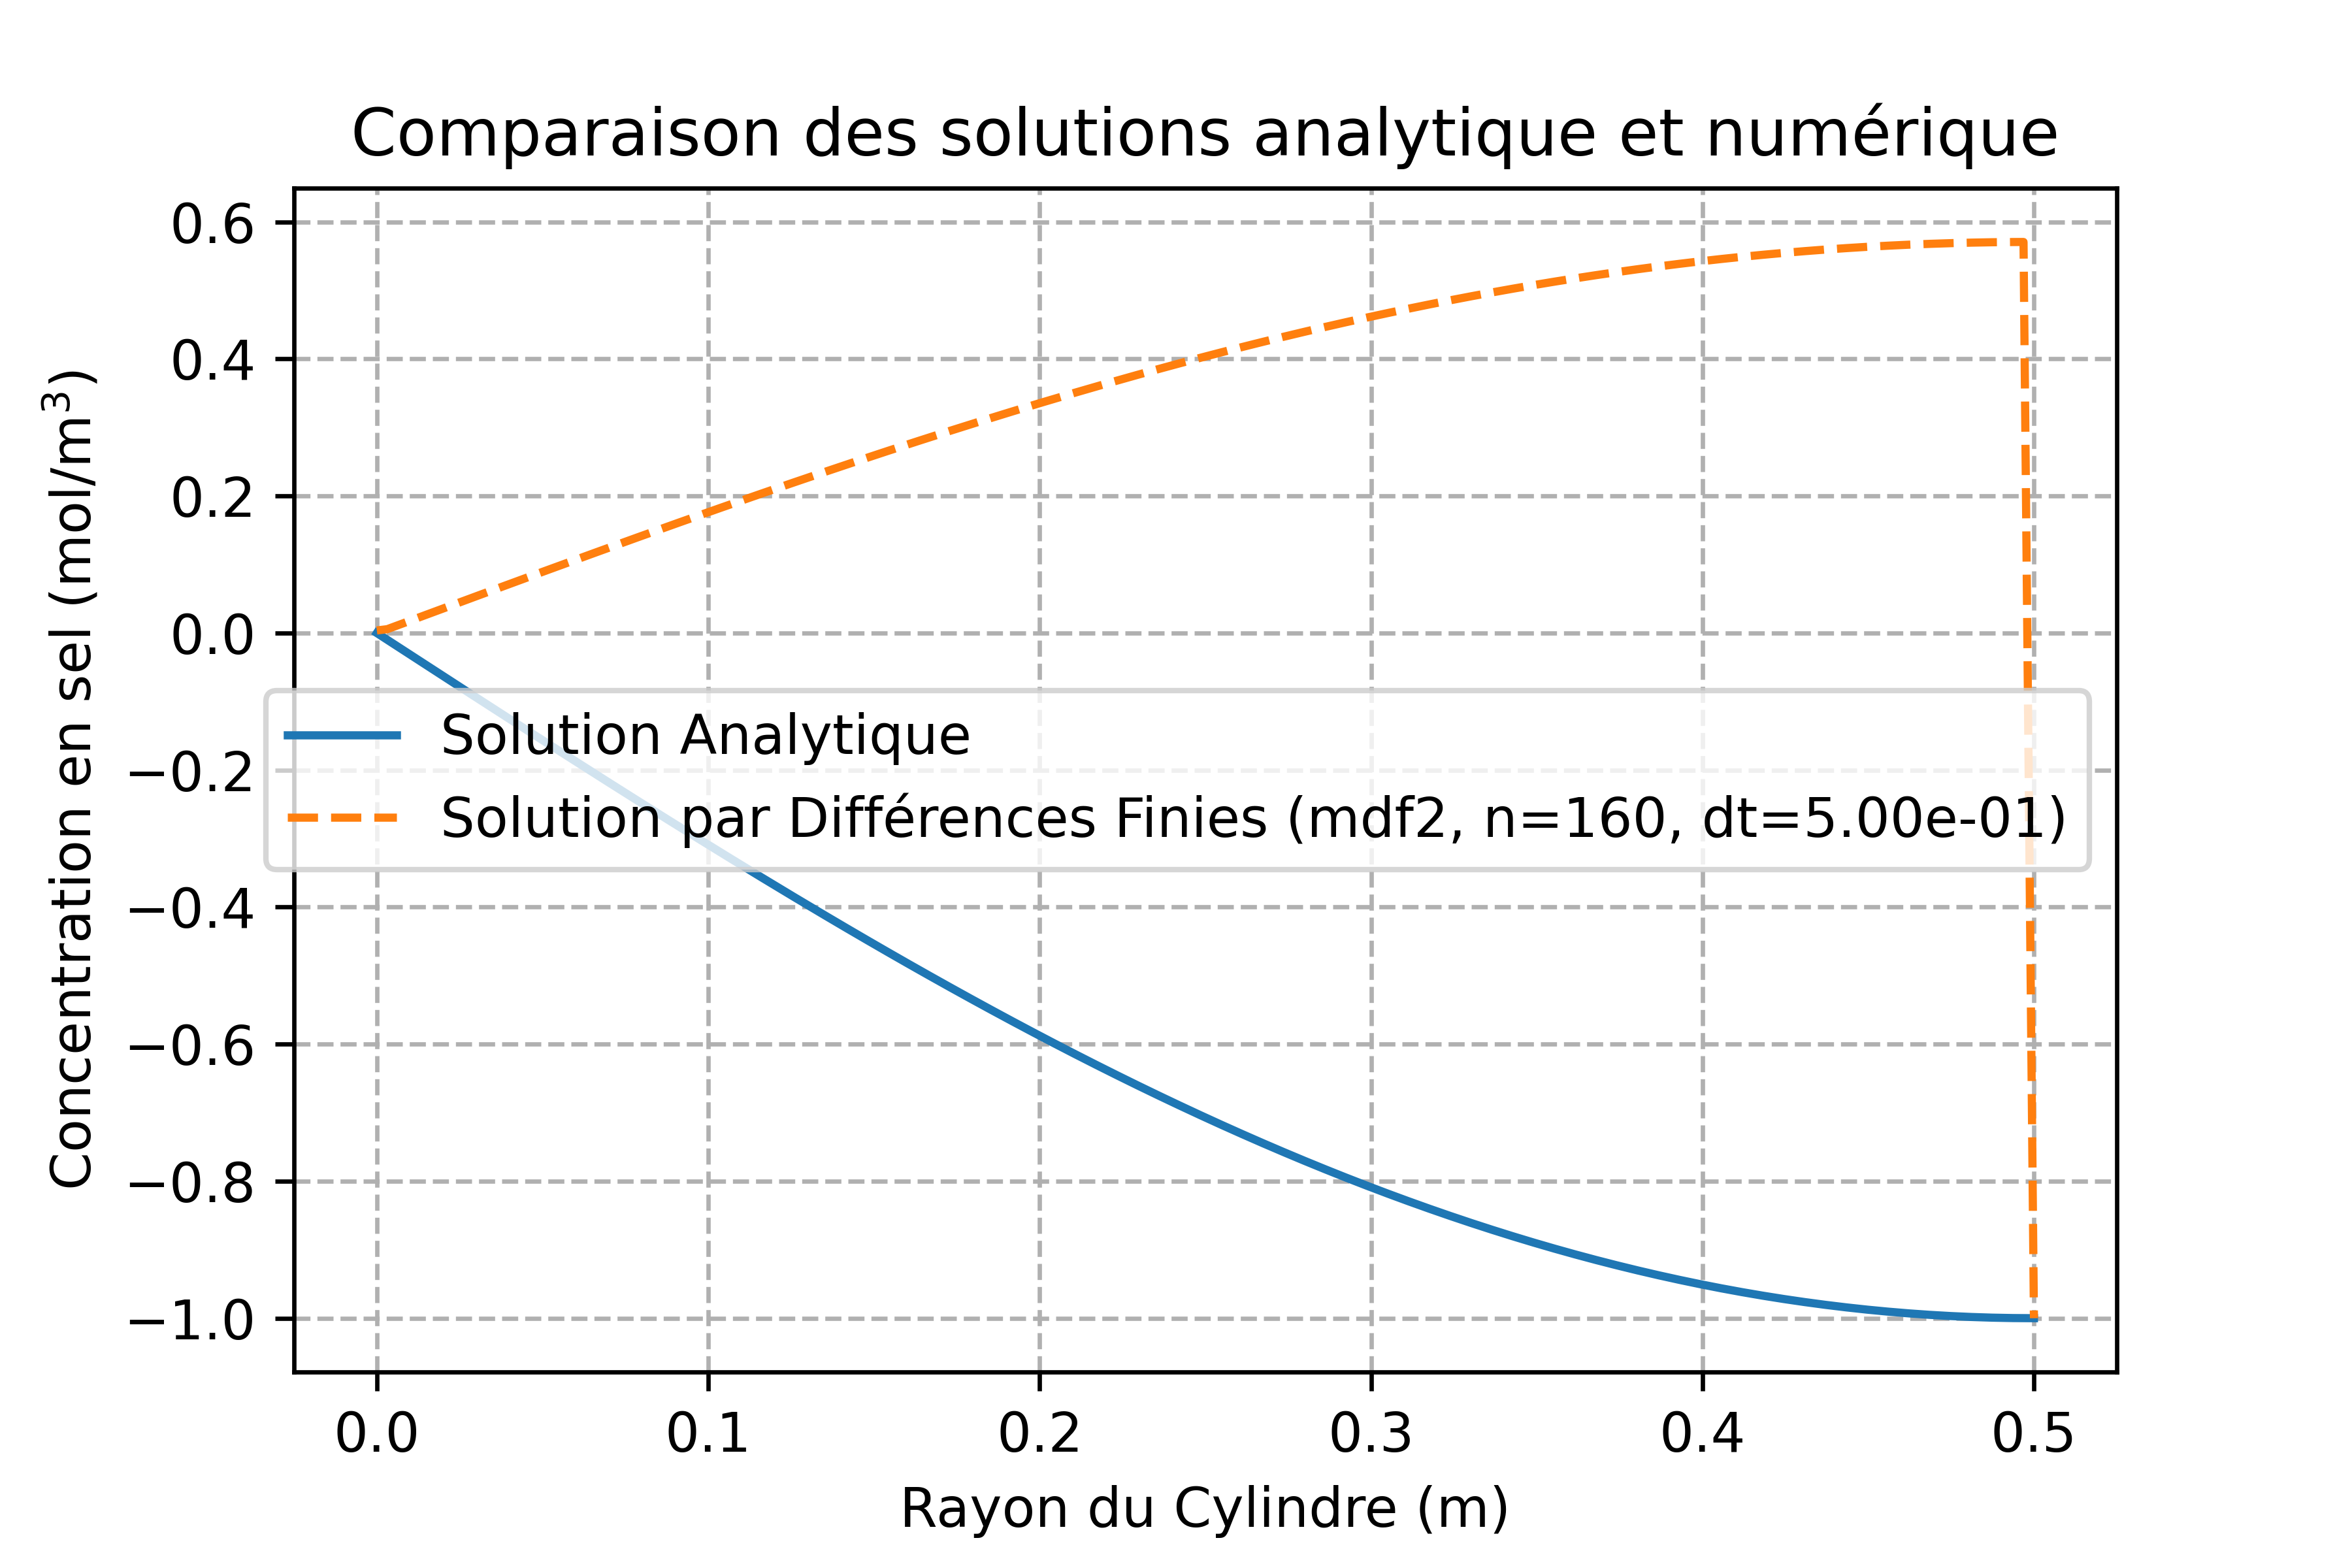 Comparaison des solutions analytique et numérique
Concentration en sel (mol/m³)
0.6
0.4
0.2
0.0
−0.2
−0.4
−0.6
−0.8
−1.0
Solution Analytique
Solution par Différences Finies (mdf2, n=160, dt=5.00e-01)
0.0 0.1 0.2 0.3 0.4 0.5
Rayon du Cylindre (m)